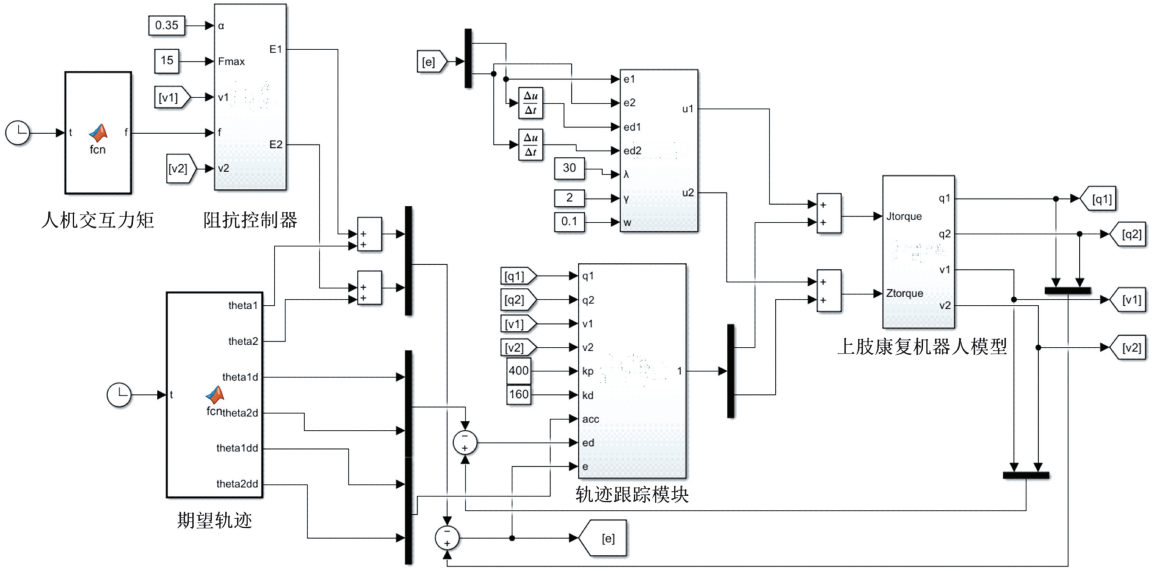 0.35
α
15
Fmax
[v1]
v1
f
[v2]
v2
E1
E2
t
f
fcn
人机交互力矩
阻抗控制器
[e]
Δu
Δt
Δu
Δt
30
2
0.1
e1
e2
ed1
ed2
λ
γ
w
u1
u2
+
+
+
+
+
+
+
+
t
fcn
theta1
theta2
theta1d
theta2d
theta1dd
theta2dd
期望轨迹
[q1]
[q2]
[v1]
[v2]
400
160
q1
q2
v1
v2
kp
kd
acc
ed
e
1
轨迹跟踪模块
−
+
−
+
[e]
Jtorque
Ztorque
q1
q2
v1
v2
上肢康复机器人模型
[q1]
[q2]
[v1]
[v2]